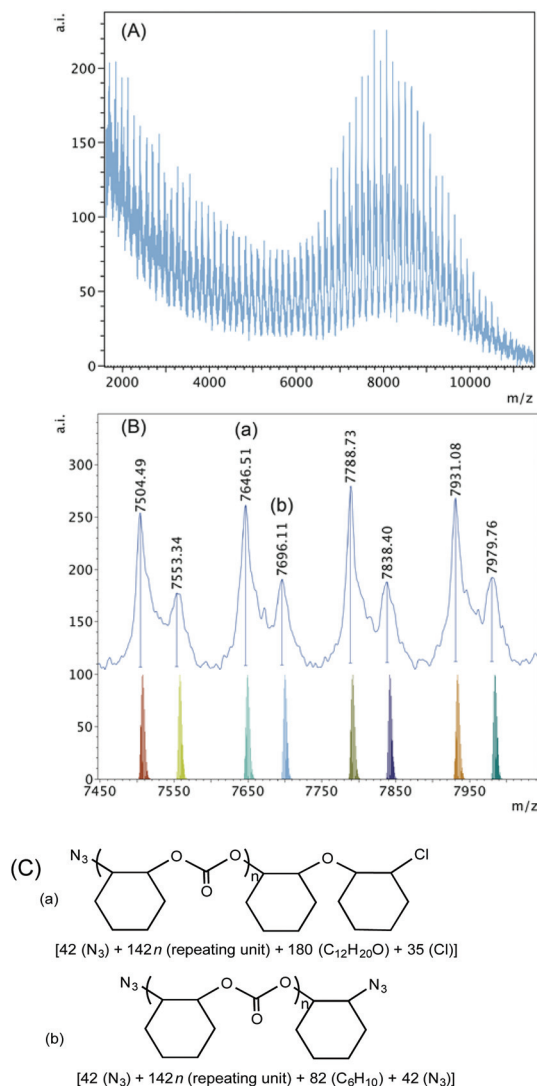 (A)
a.i.
200
150
100
50
0
2000 4000 6000 8000 10000
m/z
(B)
(a)
(b)
a.i.
7504.49
7553.34
7646.51
7696.11
7788.73
7838.40
7931.08
7979.76
300
250
200
150
100
50
0
7450 7550 7650 7750 7850 7950
m/z
(C)
(a)
N3 ( O O ) n O Cl
O
[42 (N3) + 142n (repeating unit) + 180 (C12H20O) + 35 (Cl)]
(b)
N3 ( O O ) n N3
O
[42 (N3) + 142n (repeating unit) + 82 (C6H10) + 42 (N3)]